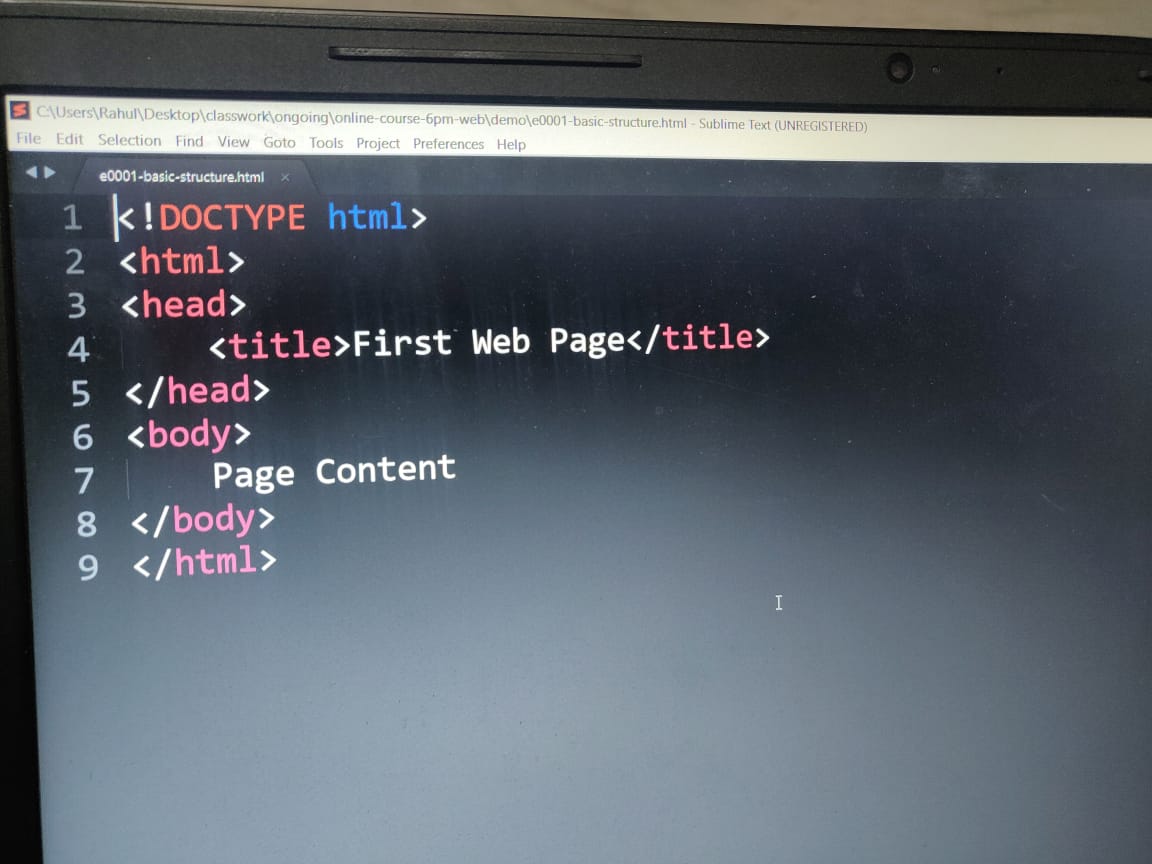 C:\Users\Rahul\Desktop\classwork\ongoing\online-course-6pm-web\demo\e0001-basic-structure.html - Sublime Text (UNREGISTERED)
File Edit Selection Find View Goto Tools Project Preferences Help
e0001-basic-structure.html ×
1 <!DOCTYPE html>
2 <html>
3 <head>
4 <title>First Web Page</title>
5 </head>
6 <body>
7 Page Content
8 </body>
9 </html>